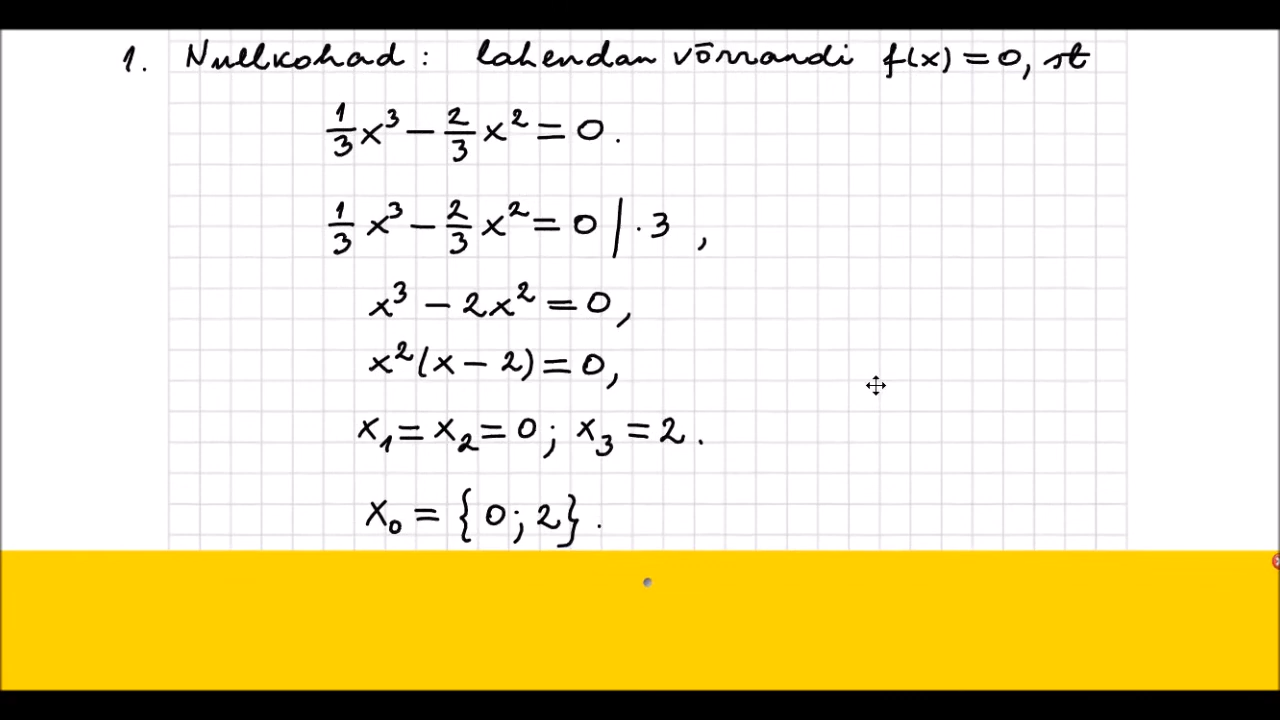 1. Nullkohad: lahendan võrrandi f(x) = 0, st
1/3 x³ − 2/3 x² = 0.
1/3 x³ − 2/3 x² = 0 | · 3 ,
x³ − 2x² = 0,
x²(x − 2) = 0,
x₁ = x₂ = 0; x₃ = 2.
X₀ = {0; 2}.